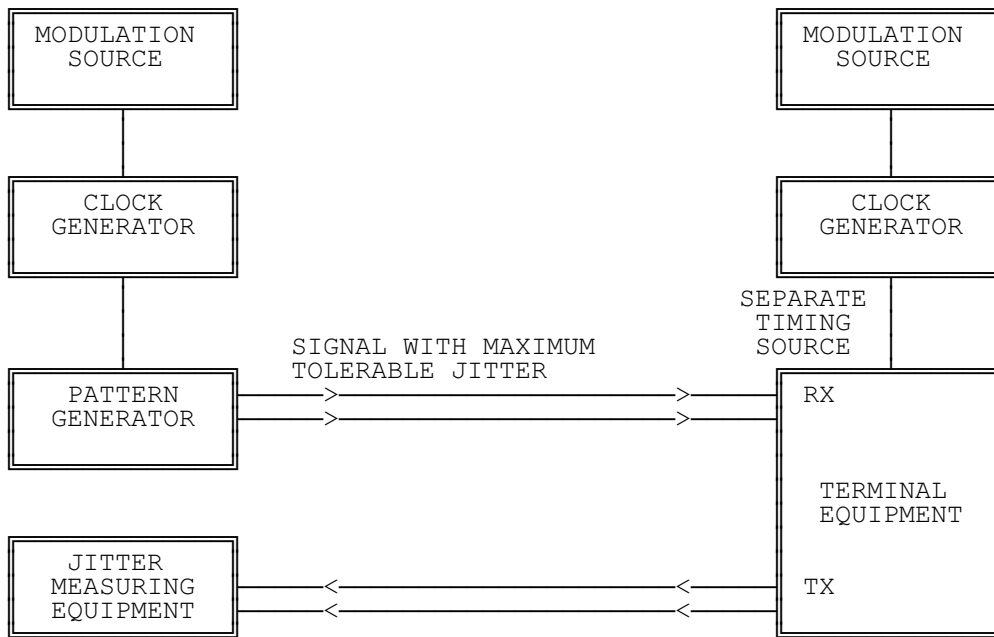 MODULATION
SOURCE
MODULATION
SOURCE
CLOCK
GENERATOR
CLOCK
GENERATOR
SEPARATE
TIMING
SOURCE
SIGNAL WITH MAXIMUM
TOLERABLE JITTER
PATTERN
GENERATOR
RX
TERMINAL
EQUIPMENT
JITTER
MEASURING
EQUIPMENT
TX